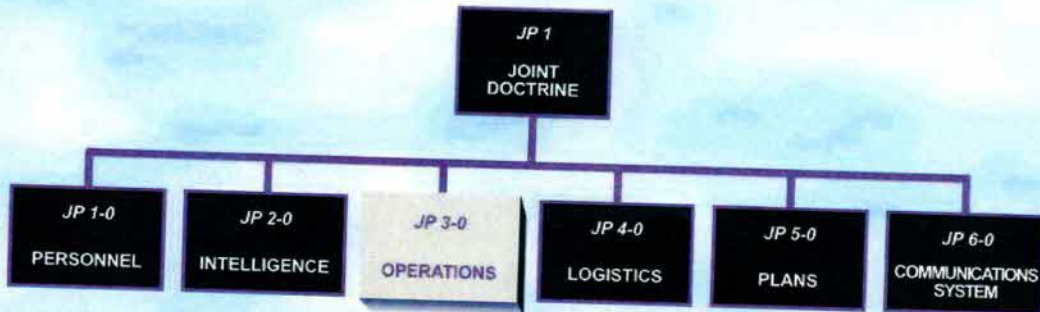 JP 1
JOINT
DOCTRINE
JP 1-0
PERSONNEL
JP 2-0
INTELLIGENCE
JP 3-0
OPERATIONS
JP 4-0
LOGISTICS
JP 5-0
PLANS
JP 6-0
COMMUNICATIONS
SYSTEM